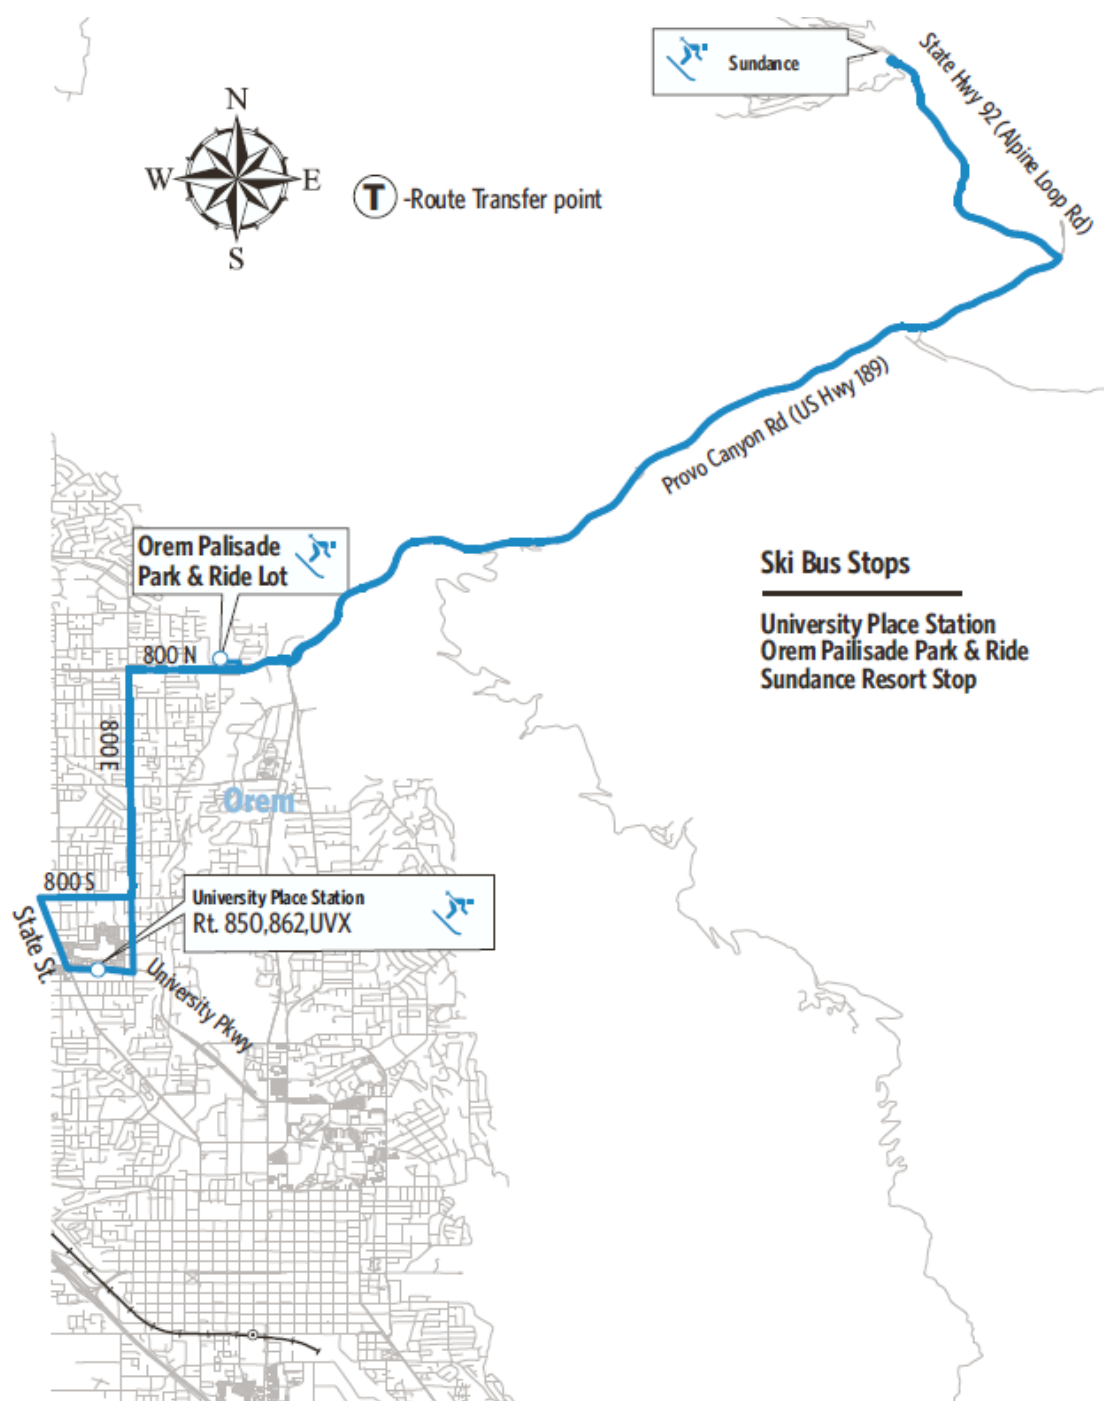 Sundance
State Hwy 92 (Alpine Loop Rd)
N
W
E
S
T -Route Transfer point
Provo Canyon Rd (US Hwy 189)
Orem Palisade
Park & Ride Lot
Ski Bus Stops
University Place Station
Orem Pailisade Park & Ride
Sundance Resort Stop
800 N
800 E
Orem
800 S
University Place Station
Rt. 850,862,UVX
State St.
University Pkwy